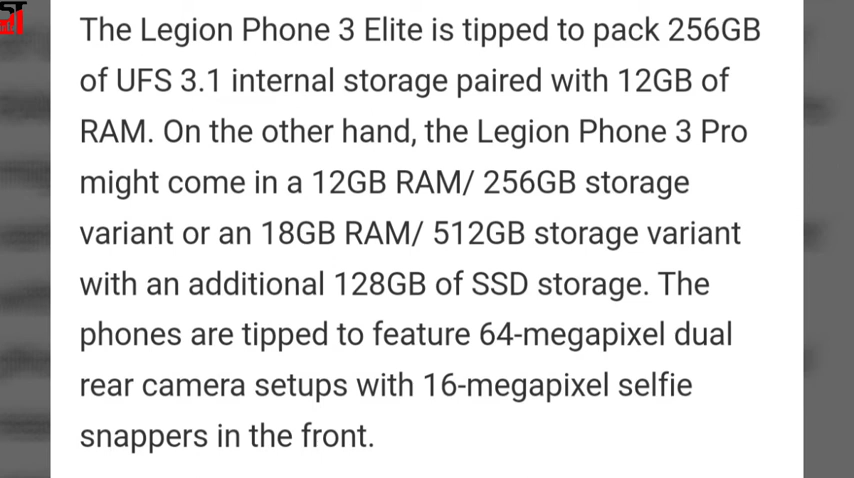 ST
The Legion Phone 3 Elite is tipped to pack 256GB
of UFS 3.1 internal storage paired with 12GB of
RAM. On the other hand, the Legion Phone 3 Pro
might come in a 12GB RAM/ 256GB storage
variant or an 18GB RAM/ 512GB storage variant
with an additional 128GB of SSD storage. The
phones are tipped to feature 64-megapixel dual
rear camera setups with 16-megapixel selfie
snappers in the front.